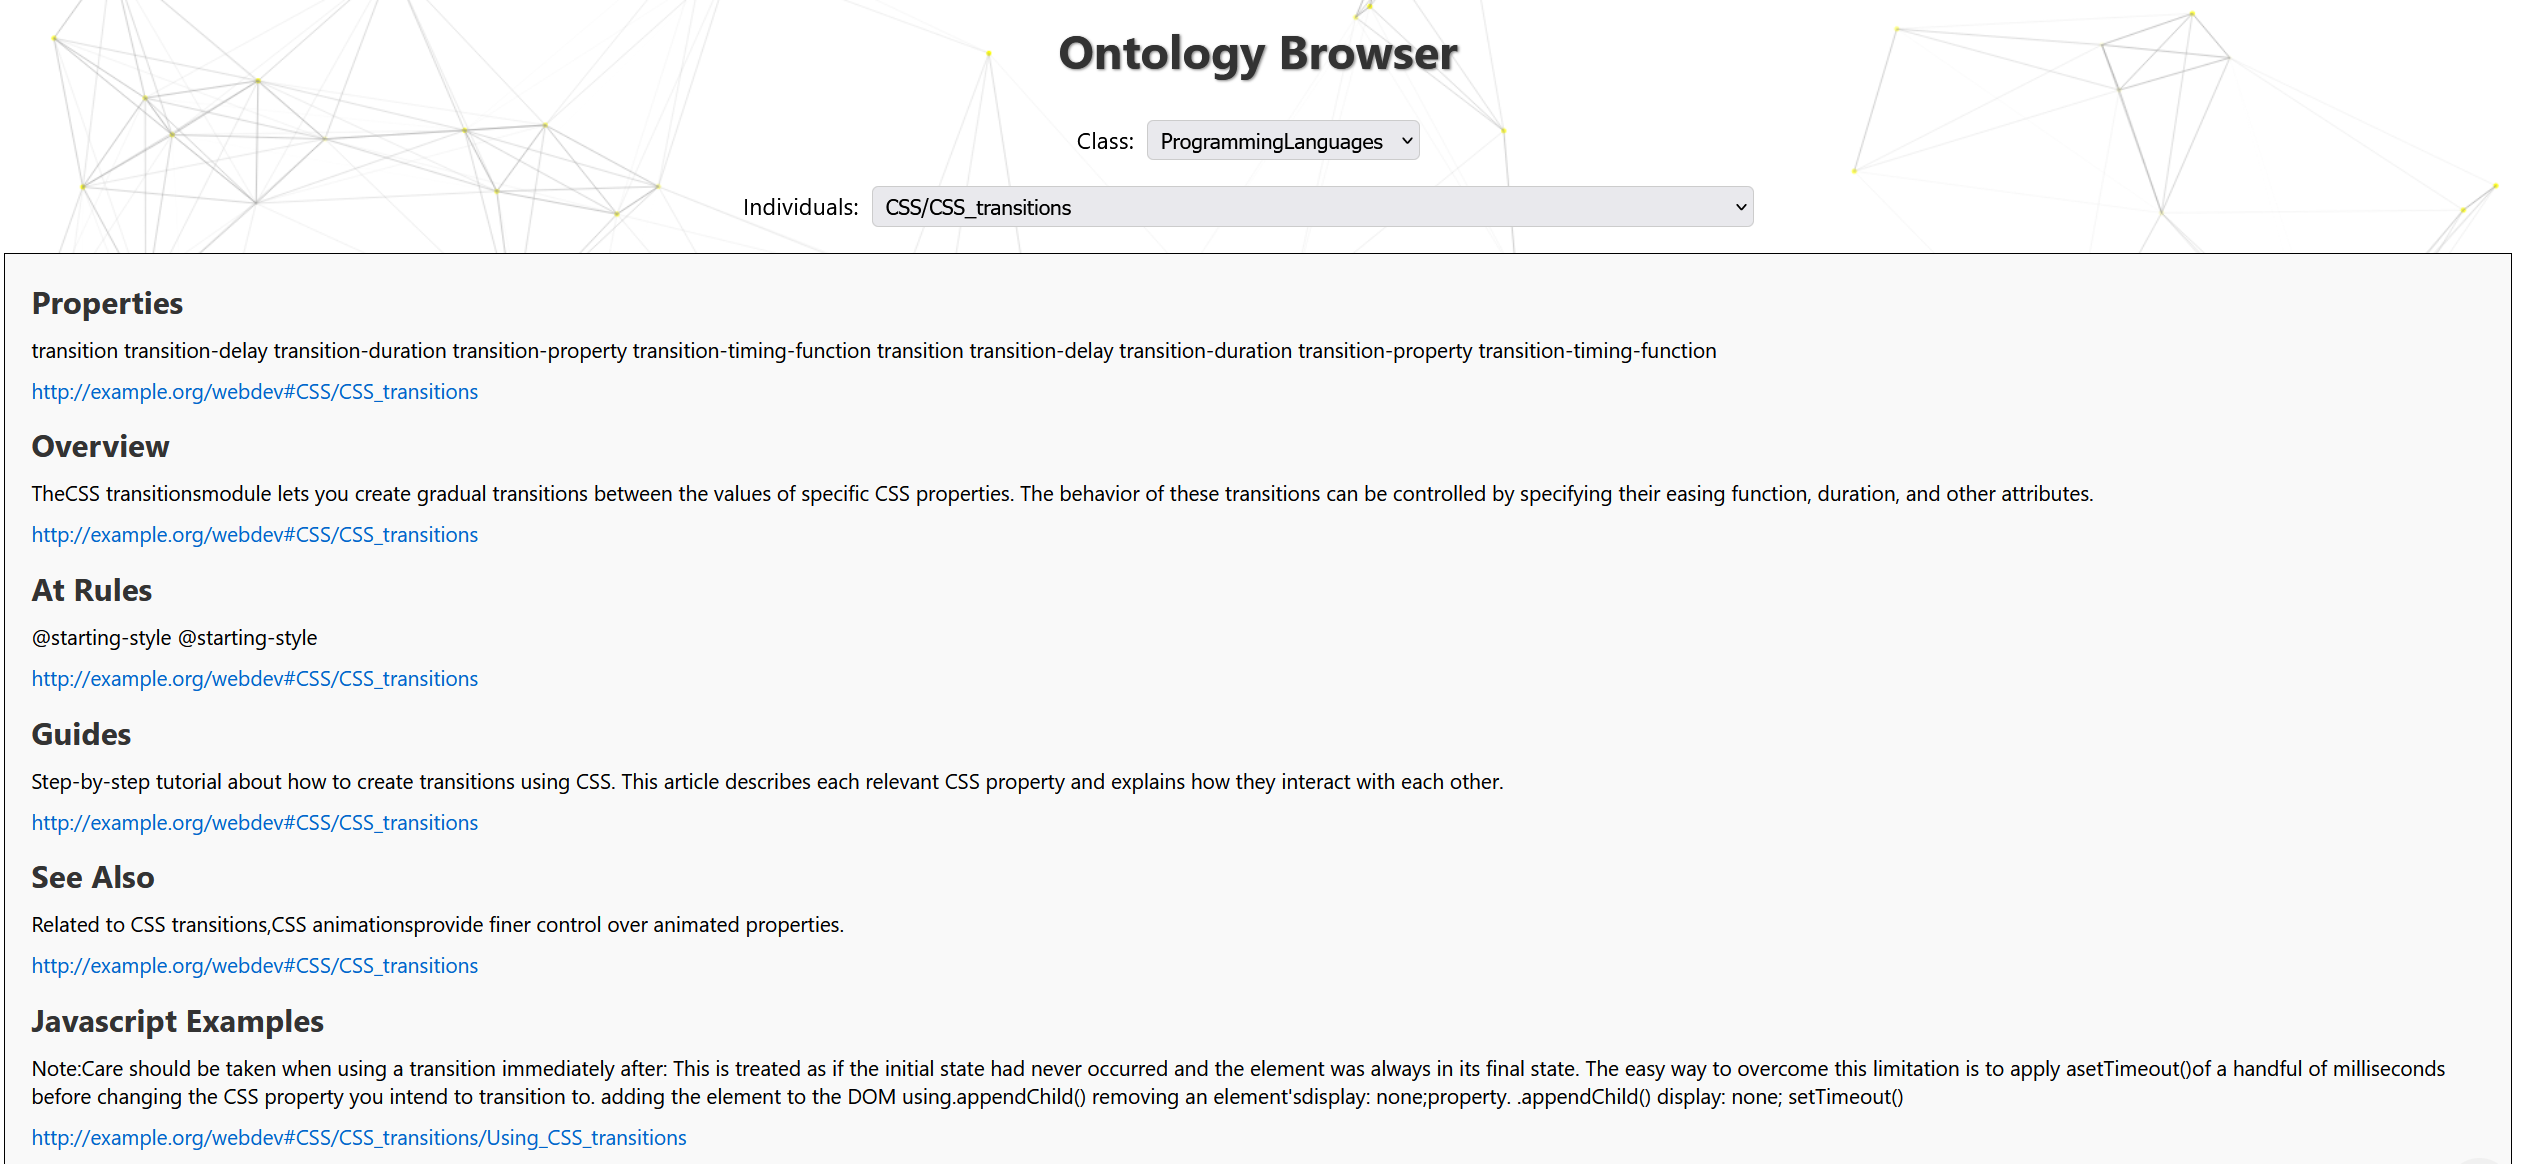 Ontology Browser
Class: ProgrammingLanguages
Individuals: CSS/CSS_transitions
Properties
transition transition-delay transition-duration transition-property transition-timing-function transition transition-delay transition-duration transition-property transition-timing-function
http://example.org/webdev#CSS/CSS_transitions
Overview
TheCSS transitionsmodule lets you create gradual transitions between the values of specific CSS properties. The behavior of these transitions can be controlled by specifying their easing function, duration, and other attributes.
http://example.org/webdev#CSS/CSS_transitions
At Rules
@starting-style @starting-style
http://example.org/webdev#CSS/CSS_transitions
Guides
Step-by-step tutorial about how to create transitions using CSS. This article describes each relevant CSS property and explains how they interact with each other.
http://example.org/webdev#CSS/CSS_transitions
See Also
Related to CSS transitions,CSS animationsprovide finer control over animated properties.
http://example.org/webdev#CSS/CSS_transitions
Javascript Examples
Note:Care should be taken when using a transition immediately after: This is treated as if the initial state had never occurred and the element was always in its final state. The easy way to overcome this limitation is to apply asetTimeout()of a handful of milliseconds
before changing the CSS property you intend to transition to. adding the element to the DOM using.appendChild() removing an element'sdisplay: none;property. .appendChild() display: none; setTimeout()
http://example.org/webdev#CSS/CSS_transitions/Using_CSS_transitions